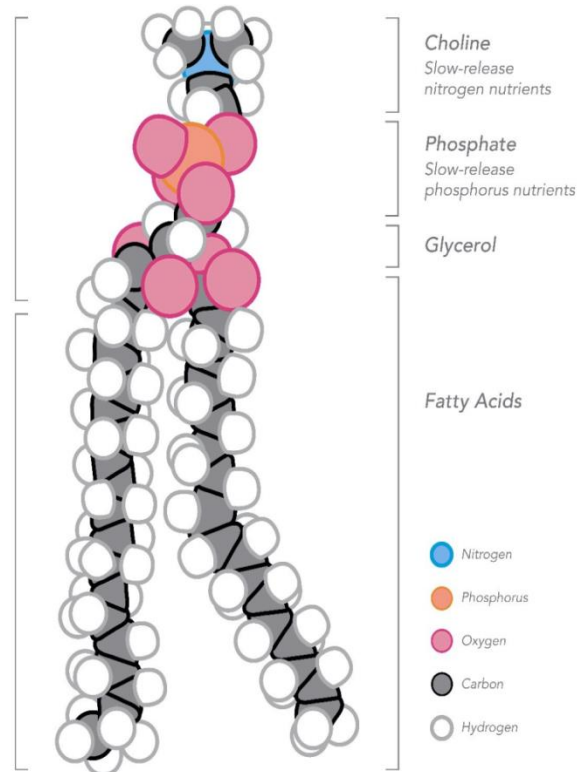 Choline
Slow-release
nitrogen nutrients
Phosphate
Slow-release
phosphorus nutrients
Glycerol
Fatty Acids
Nitrogen
Phosphorus
Oxygen
Carbon
Hydrogen